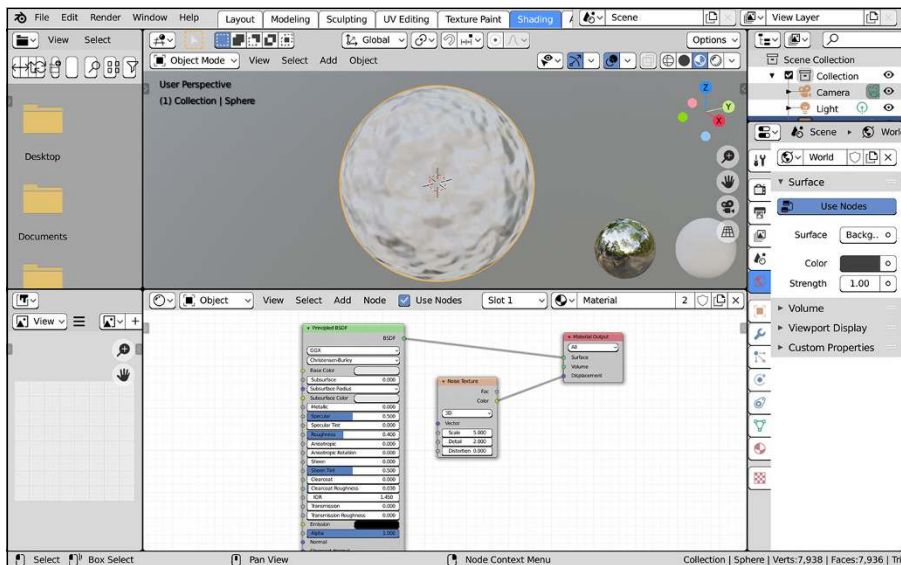 File Edit Render Window Help
Layout Modeling Sculpting UV Editing Texture Paint Shading
Scene
View Layer
View Select
Global
Options
Object Mode View Select Add Object
User Perspective
(1) Collection | Sphere
Z
Y
X
Desktop
Documents
Scene Collection
Collection
Camera
Light
Scene
World
Surface
Use Nodes
Surface Backg..
Color
Strength 1.00
Volume
Viewport Display
Custom Properties
View
Object View Select Add Node Use Nodes Slot 1 Material 2
Principled BSDF
BSDF
GGX
Christensen-Burley
Base Color
Subsurface 0.000
Subsurface Radius
Subsurface Color
Metallic 0.000
Specular 0.500
Specular Tint 0.000
Roughness 0.400
Anisotropic 0.000
Anisotropic Rotation 0.000
Sheen 0.000
Sheen Tint 0.500
Clearcoat 0.000
Clearcoat Roughness 0.030
IOR 1.450
Transmission 0.000
Transmission Roughness 0.000
Emission
Alpha 1.000
Normal
Noise Texture
Fac
Color
3D
Vector
Scale 5.000
Detail 2.000
Distortion 0.000
Material Output
All
Surface
Volume
Displacement
Select Box Select Pan View Node Context Menu Collection | Sphere | Verts:7,938 | Faces:7,936 | Tri